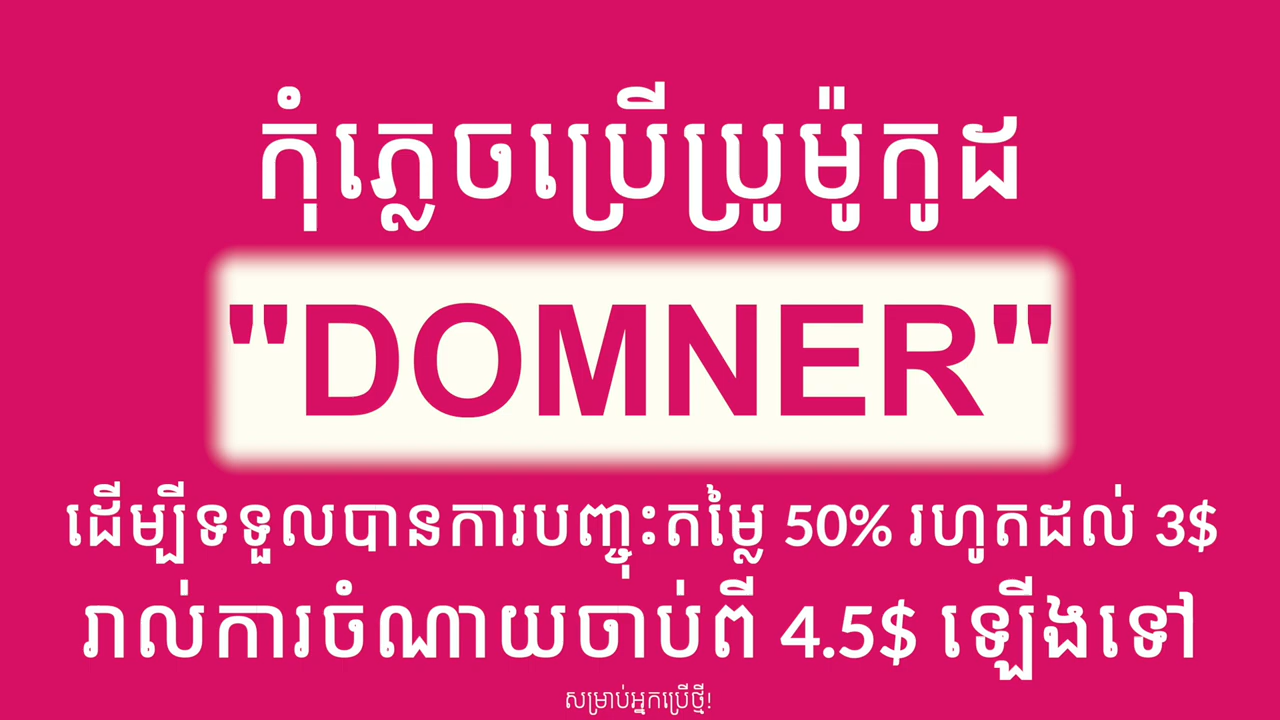 កុំភ្លេចប្រើប្រូម៉ូកូដ
"DOMNER"
ដើម្បីទទួលបានការបញ្ចុះតម្លៃ 50% រហូតដល់ 3$
រាល់ការចំណាយចាប់ពី 4.5$ ឡើងទៅ
សម្រាប់អ្នកប្រើថ្មី!